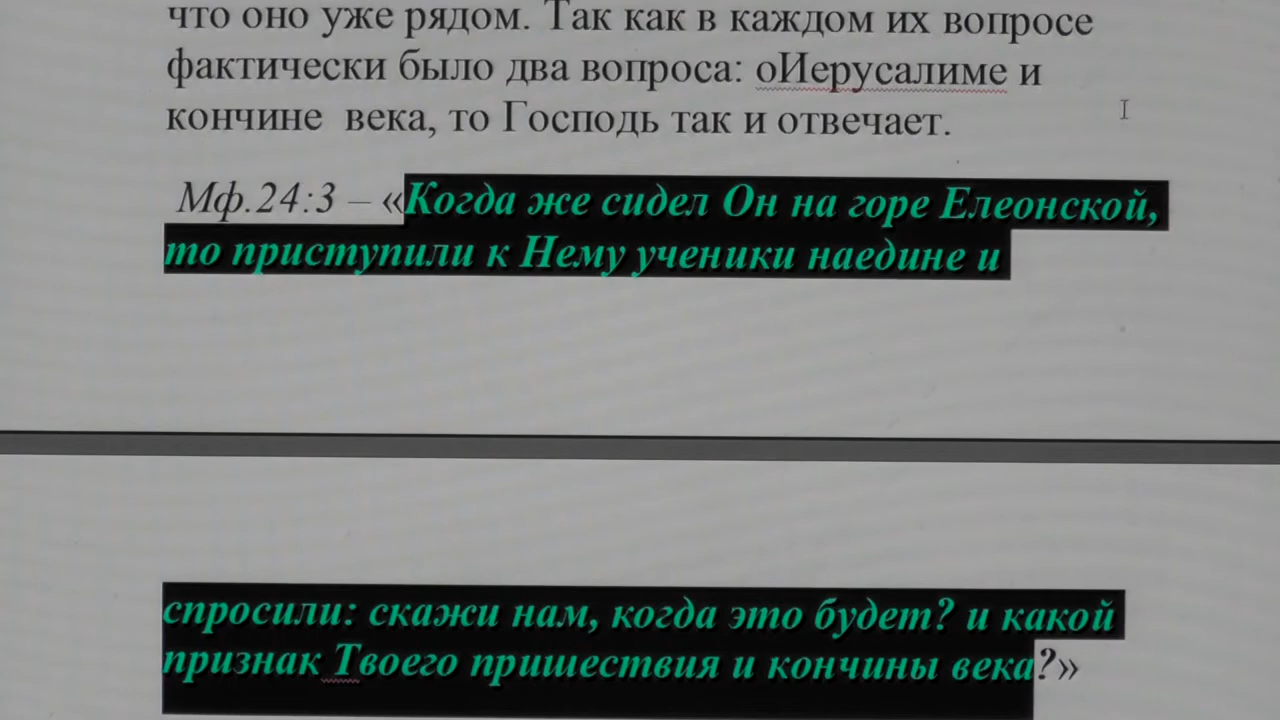 что оно уже рядом. Так как в каждом их вопросе
фактически было два вопроса: оИерусалиме и
кончине  века, то Господь так и отвечает.
Мф.24:3 – «Когда же сидел Он на горе Елеонской,
то приступили к Нему ученики наедине и
спросили: скажи нам, когда это будет? и какой
признак Твоего пришествия и кончины века?»